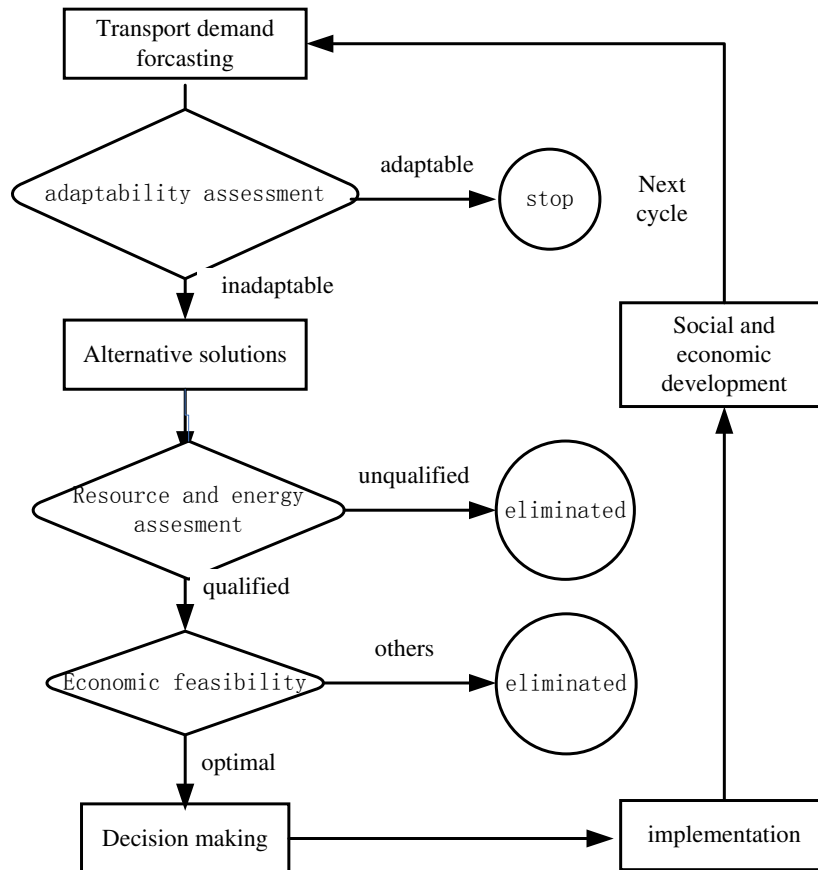 Transport demand
forcasting
adaptability assessment
adaptable
stop
Next
cycle
inadaptable
Alternative solutions
Social and
economic
development
Resource and energy
assesment
unqualified
eliminated
qualified
Economic feasibility
others
eliminated
optimal
Decision making
implementation